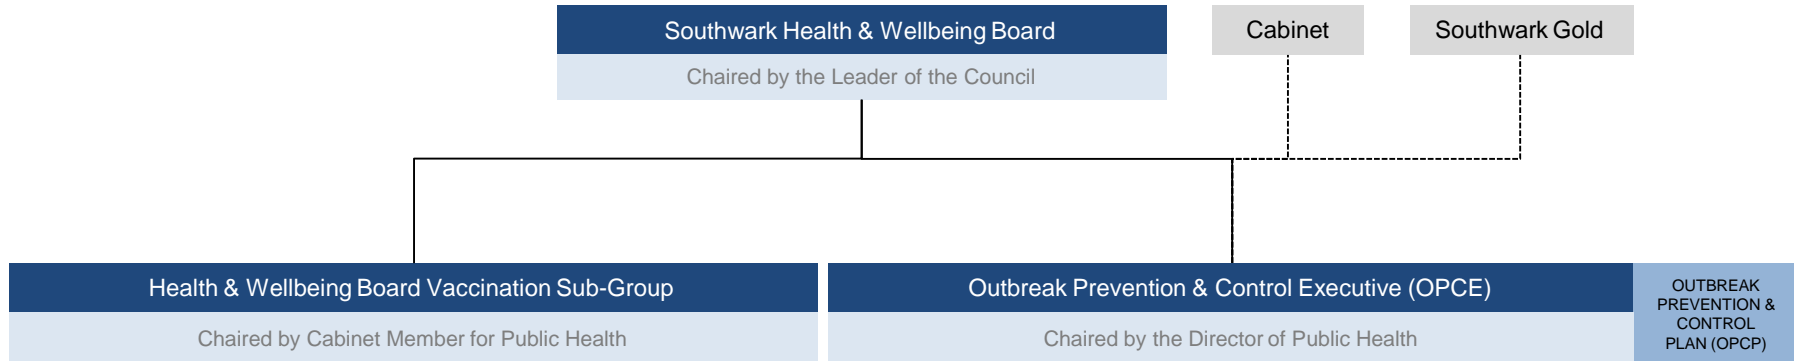 Southwark Health & Wellbeing Board
Chaired by the Leader of the Council
Cabinet
Southwark Gold
Health & Wellbeing Board Vaccination Sub-Group
Chaired by Cabinet Member for Public Health
Outbreak Prevention & Control Executive (OPCE)
Chaired by the Director of Public Health
OUTBREAK
PREVENTION &
CONTROL
PLAN (OPCP)